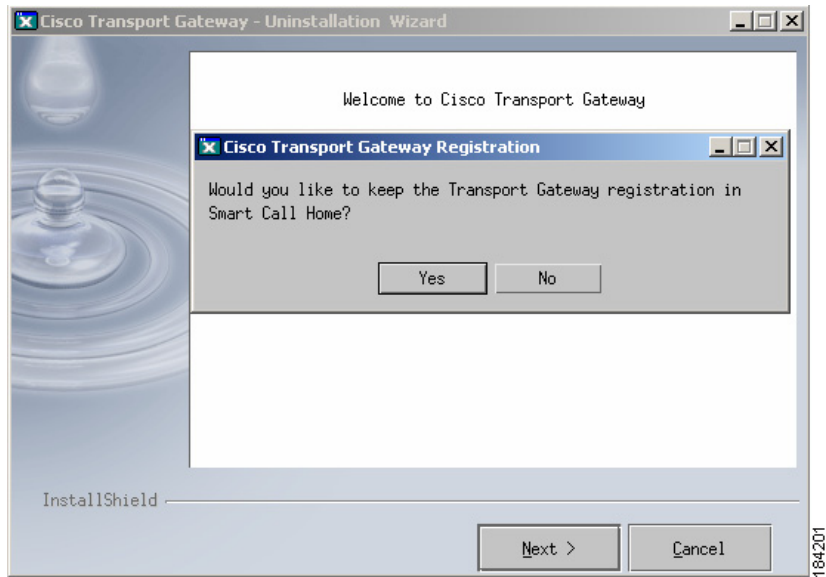 Cisco Transport Gateway - Uninstallation Wizard
Welcome to Cisco Transport Gateway
Cisco Transport Gateway Registration
Would you like to keep the Transport Gateway registration in
Smart Call Home?
Yes No
InstallShield
Next > Cancel
184201